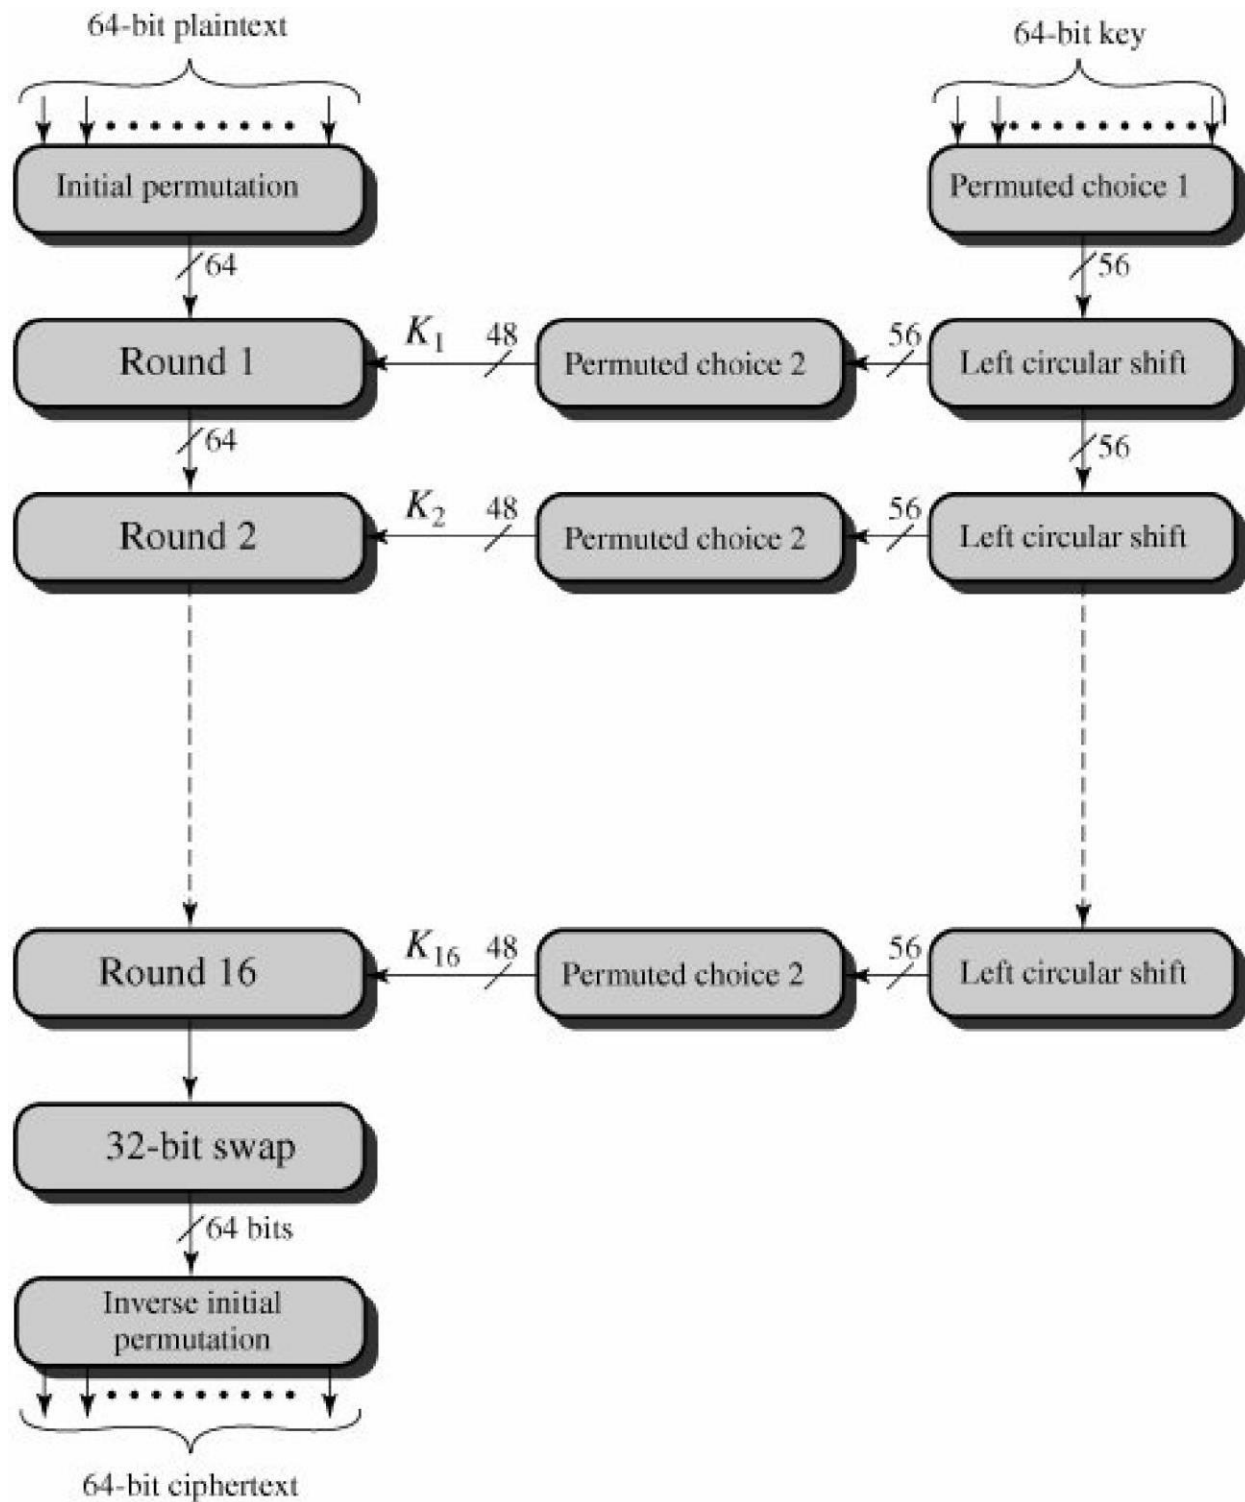 64-bit plaintext
64-bit key
Initial permutation
Permuted choice 1
64
56
Round 1
K1
48
Permuted choice 2
56
Left circular shift
64
56
Round 2
K2
48
Permuted choice 2
56
Left circular shift
Round 16
K16
48
Permuted choice 2
56
Left circular shift
32-bit swap
64 bits
Inverse initial
permutation
64-bit ciphertext